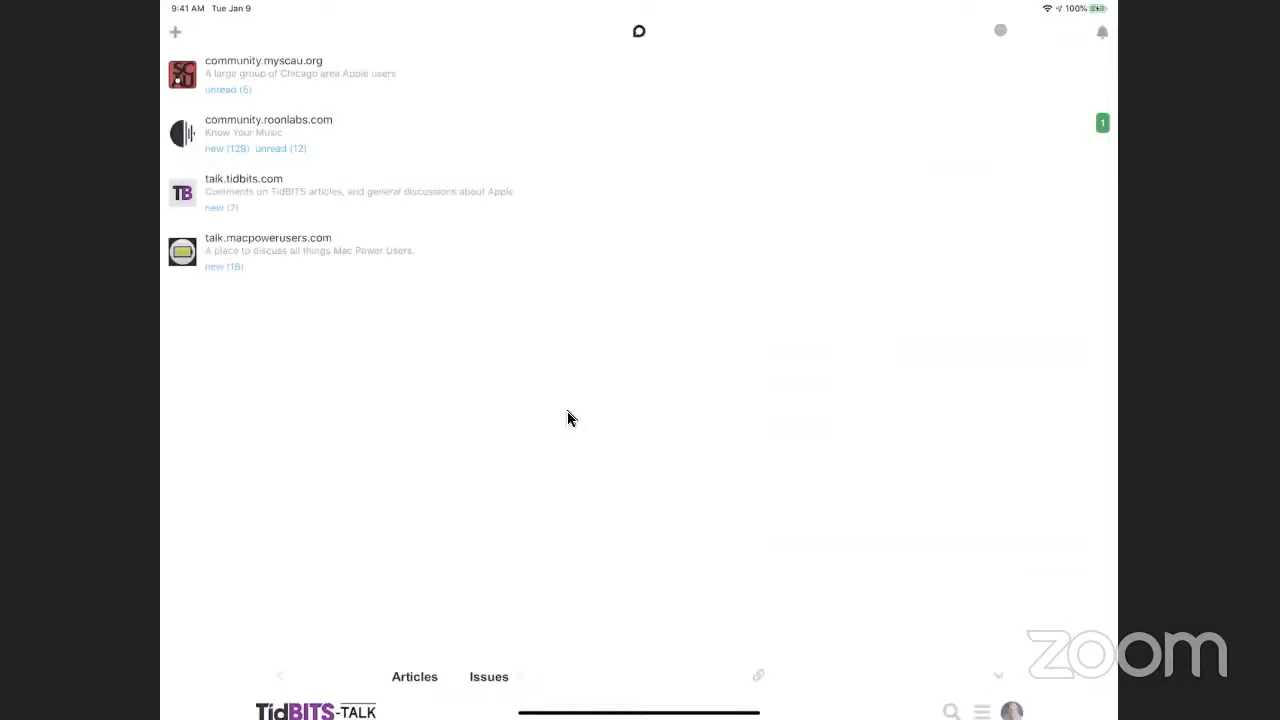 9:41 AM Tue Jan 9
100%
SC
AU
community.myscau.org
A large group of Chicago area Apple users
unread (6)
community.roonlabs.com
Know Your Music
new (129) unread (12)
1
TB
talk.tidbits.com
Comments on TidBITS articles, and general discussions about Apple
new (7)
talk.macpowerusers.com
A place to discuss all things Mac Power Users.
new (18)
zoom
Articles Issues
TidBITS-TALK